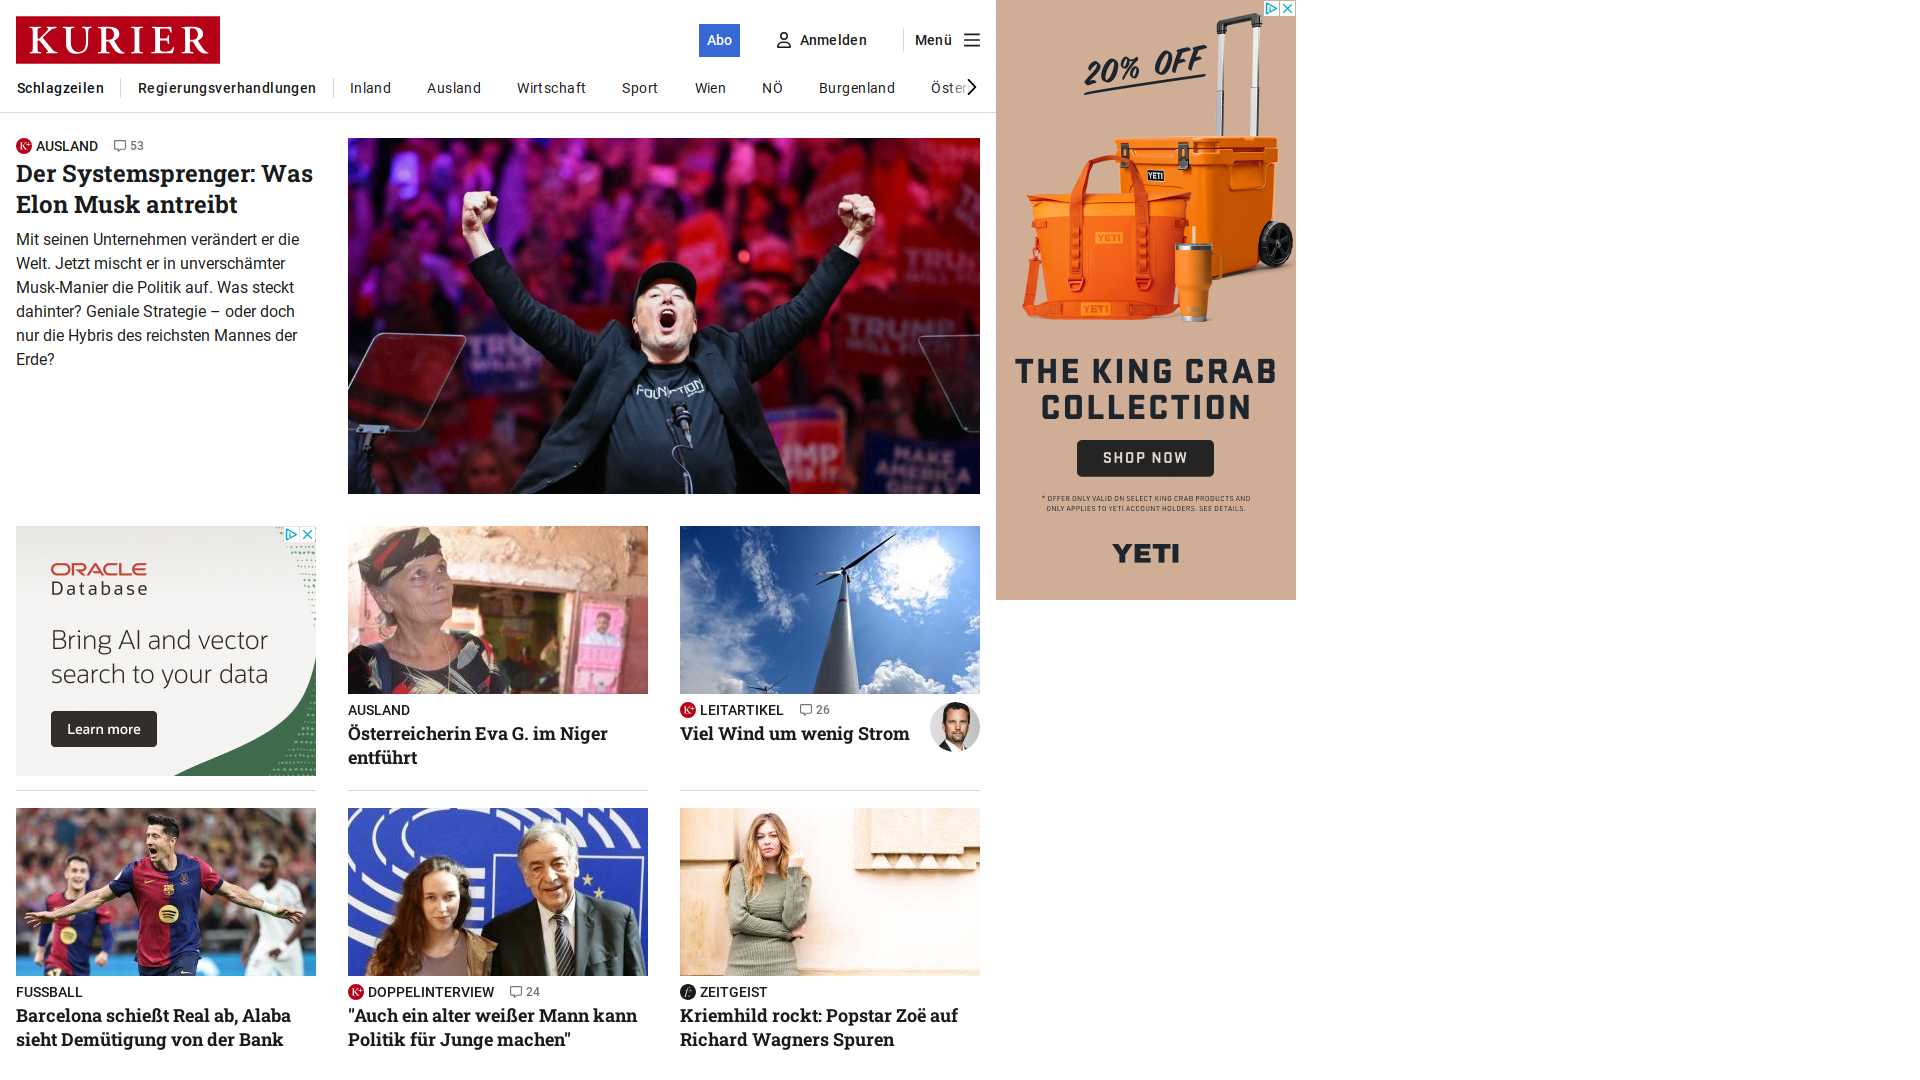 KURIER
Abo
Anmelden
Menü
Schlagzeilen
Regierungsverhandlungen
Inland
Ausland
Wirtschaft
Sport
Wien
NÖ
Burgenland
Öster
AUSLAND
53
Der Systemsprenger: Was
Elon Musk antreibt
Mit seinen Unternehmen verändert er die
Welt. Jetzt mischt er in unverschämter
Musk-Manier die Politik auf. Was steckt
dahinter? Geniale Strategie – oder doch
nur die Hybris des reichsten Mannes der
Erde?
TRUMP
MAKE
AMERICA
GREAT
20% OFF
YETI
YETI
YETI
THE KING CRAB
COLLECTION
SHOP NOW
* OFFER ONLY VALID ON SELECT KING CRAB PRODUCTS AND
ONLY APPLIES TO YETI ACCOUNT HOLDERS. SEE DETAILS.
YETI
ORACLE
Database
Bring AI and vector
search to your data
Learn more
AUSLAND
Österreicherin Eva G. im Niger
entführt
LEITARTIKEL
26
Viel Wind um wenig Strom
FUSSBALL
Barcelona schießt Real ab, Alaba
sieht Demütigung von der Bank
DOPPELINTERVIEW
24
"Auch ein alter weißer Mann kann
Politik für Junge machen"
ZEITGEIST
Kriemhild rockt: Popstar Zoë auf
Richard Wagners Spuren